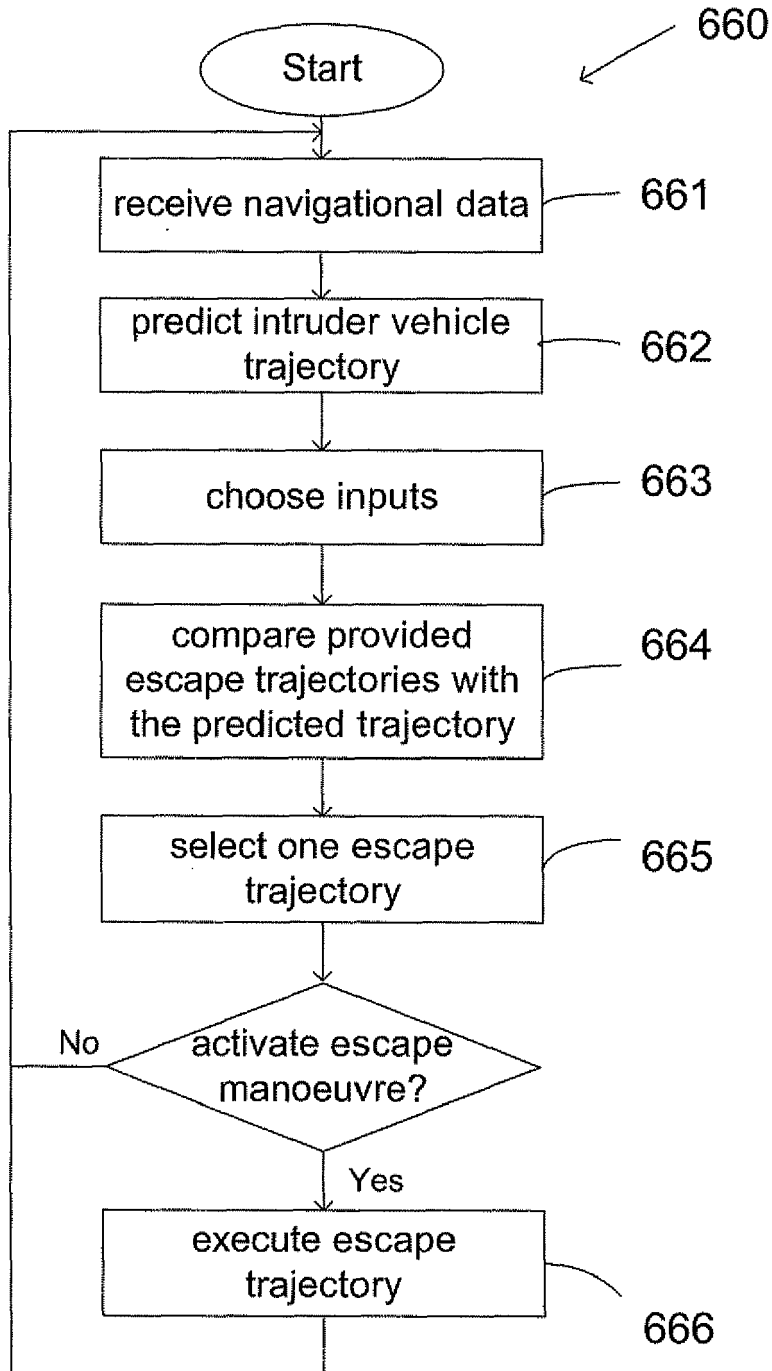 660
Start
receive navigational data
661
predict intruder vehicle
trajectory
662
choose inputs
663
compare provided
escape trajectories with
the predicted trajectory
664
select one escape
trajectory
665
No
activate escape
manoeuvre?
Yes
execute escape
trajectory
666